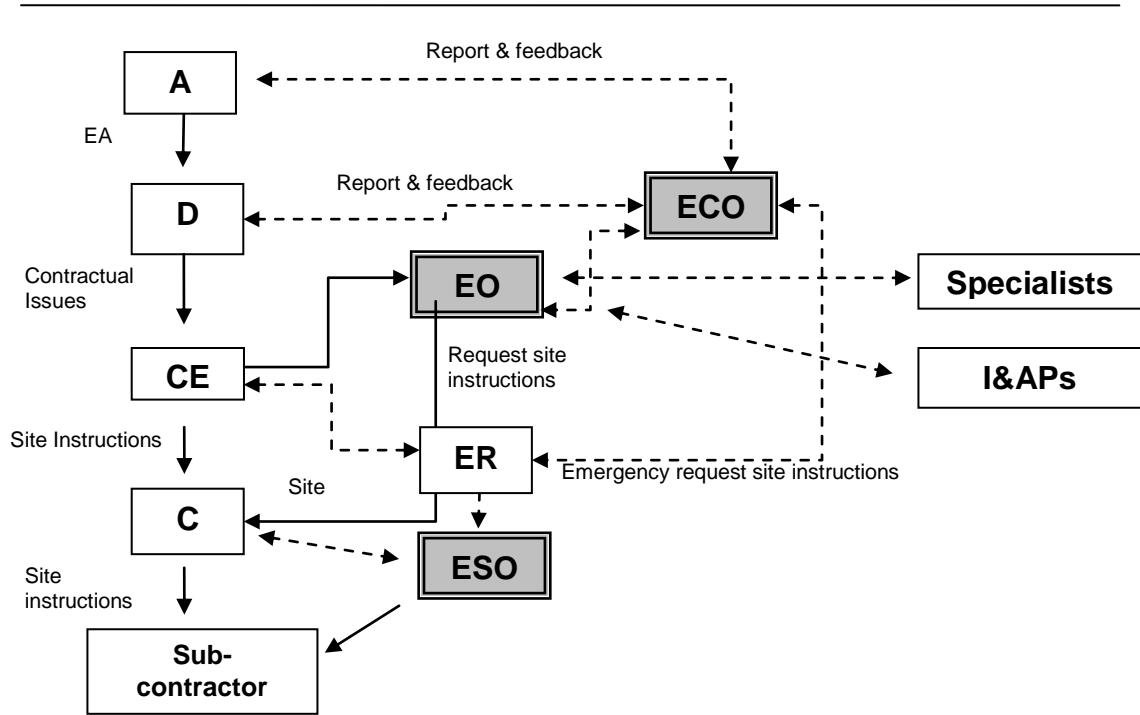 Report & feedback
A
EA
Report & feedback
D
ECO
Contractual
Issues
EO
Specialists
Request site
instructions
I&APs
CE
Site Instructions
ER
Emergency request site instructions
Site
C
ESO
Site
instructions
Sub-
contractor